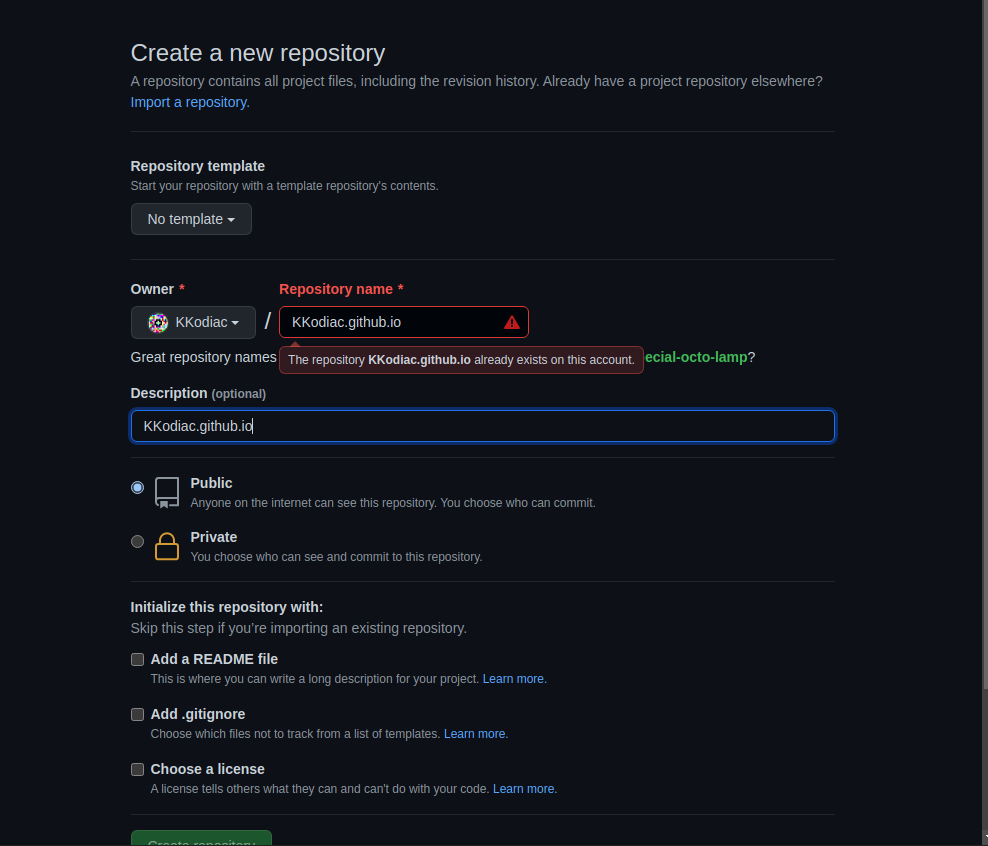 Create a new repository
A repository contains all project files, including the revision history. Already have a project repository elsewhere?
Import a repository.
Repository template
Start your repository with a template repository's contents.
No template
Owner *
Repository name *
KKodiac
/
KKodiac.github.io
Great repository names
The repository KKodiac.github.io already exists on this account.
ecial-octo-lamp?
Description (optional)
KKodiac.github.io
Public
Anyone on the internet can see this repository. You choose who can commit.
Private
You choose who can see and commit to this repository.
Initialize this repository with:
Skip this step if you're importing an existing repository.
Add a README file
This is where you can write a long description for your project. Learn more.
Add .gitignore
Choose which files not to track from a list of templates. Learn more.
Choose a license
A license tells others what they can and can't do with your code. Learn more.
Create repository